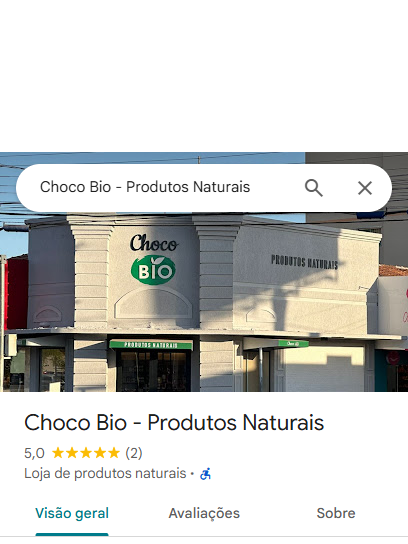 Choco Bio - Produtos Naturais
Choco
BIO
PRODUTOS NATURAIS
PRODUTOS NATURAIS
Choco Bio - Produtos Naturais
5,0 ★★★★★ (2)
Loja de produtos naturais ·
Visão geral
Avaliações
Sobre